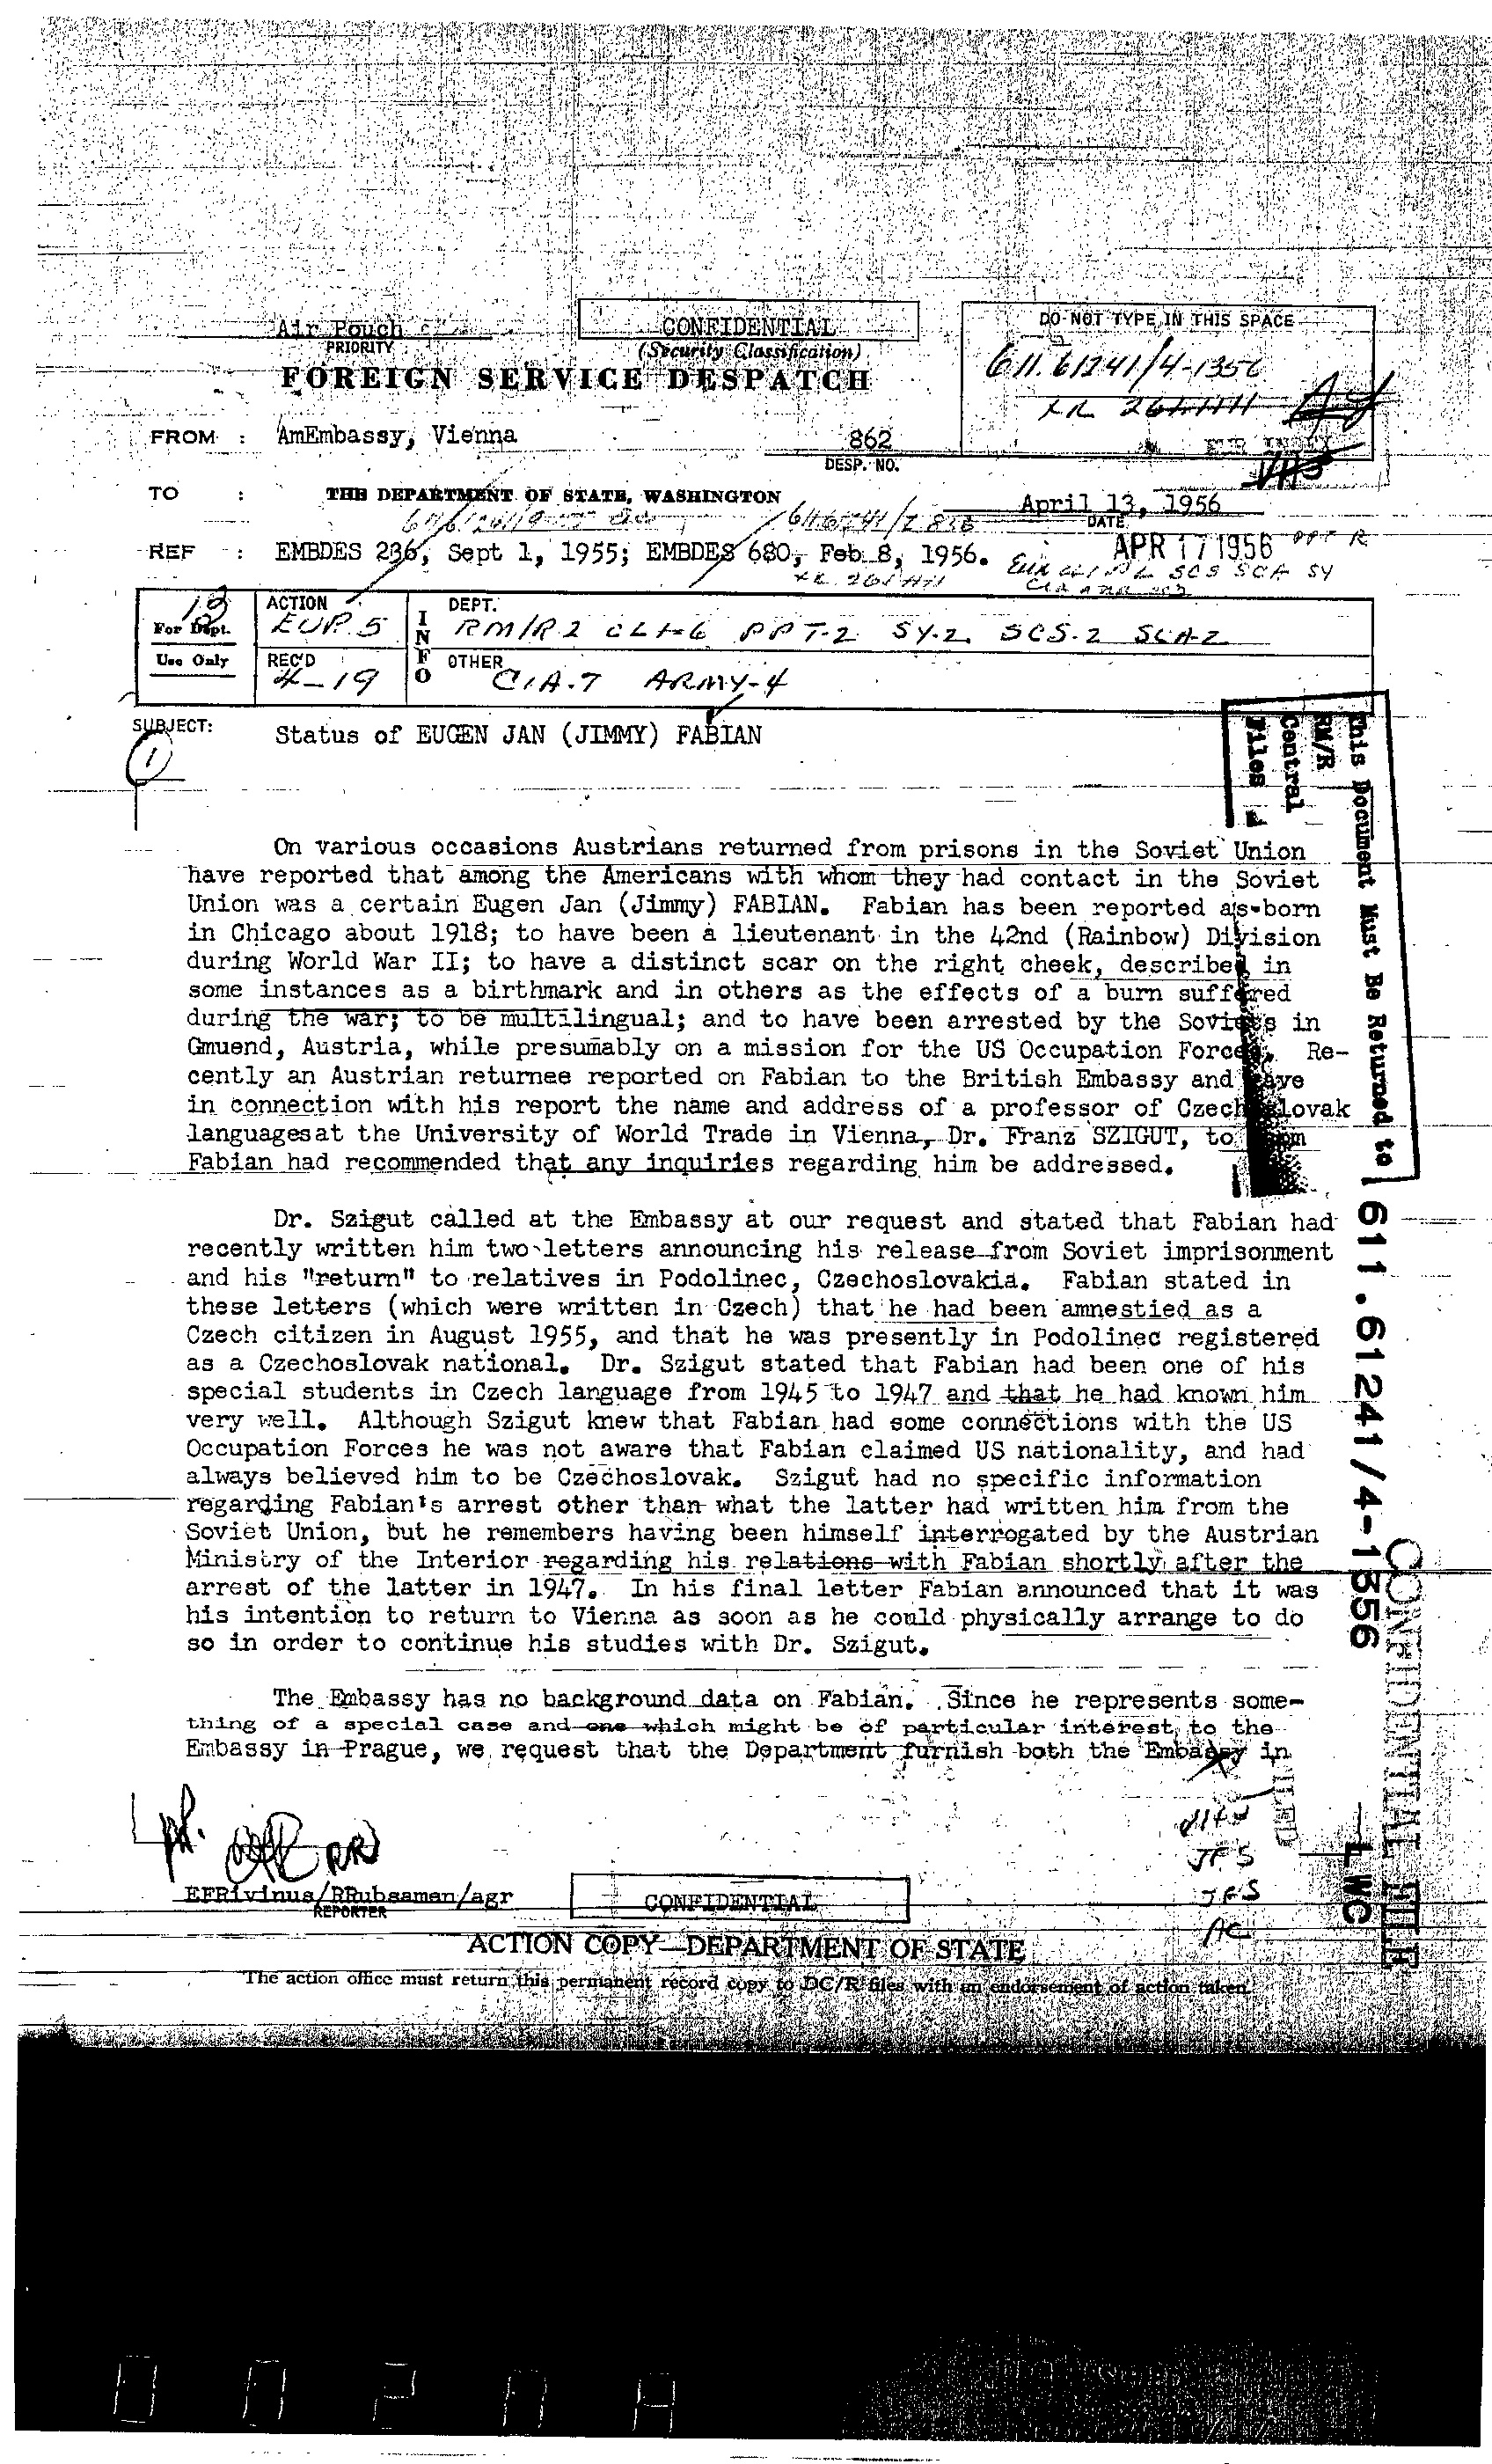 Air Pouch
PRIORITY
CONFIDENTIAL
(Security Classification)
DO NOT TYPE IN THIS SPACE
FOREIGN SERVICE DESPATCH
611.61241/4-1356
FROM : AmEmbassy, Vienna
862
DESP. NO.
TO : THE DEPARTMENT OF STATE, WASHINGTON
April 13, 1956
DATE
REF : EMBDES 236, Sept 1, 1955; EMBDES 680, Feb 8, 1956.
APR 17 1956
For Dept.
Use Only
ACTION
EUR 5
REC'D
4-19
INFO
DEPT.
RM/R 2 CLI-6 PPT-2 SY-2 SCS-2 SCA-2
OTHER
CIA-7 ARMY-4
SUBJECT: Status of EUGEN JAN (JIMMY) FABIAN
1
This Document Must Be Returned to
RM/R
Central
Files
On various occasions Austrians returned from prisons in the Soviet Union
have reported that among the Americans with whom they had contact in the Soviet
Union was a certain Eugen Jan (Jimmy) FABIAN. Fabian has been reported as born
in Chicago about 1918; to have been a lieutenant in the 42nd (Rainbow) Division
during World War II; to have a distinct scar on the right cheek, described in
some instances as a birthmark and in others as the effects of a burn suffered
during the war; to be multilingual; and to have been arrested by the Soviets in
Gmuend, Austria, while presumably on a mission for the US Occupation Forces. Re-
cently an Austrian returnee reported on Fabian to the British Embassy and gave
in connection with his report the name and address of a professor of Czechoslovak
languages at the University of World Trade in Vienna, Dr. Franz SZIGUT, to whom
Fabian had recommended that any inquiries regarding him be addressed.
Dr. Szigut called at the Embassy at our request and stated that Fabian had
recently written him two letters announcing his release from Soviet imprisonment
and his "return" to relatives in Podolinec, Czechoslovakia. Fabian stated in
these letters (which were written in Czech) that he had been amnestied as a
Czech citizen in August 1955, and that he was presently in Podolinec registered
as a Czechoslovak national. Dr. Szigut stated that Fabian had been one of his
special students in Czech language from 1945 to 1947 and that he had known him
very well. Although Szigut knew that Fabian had some connections with the US
Occupation Forces he was not aware that Fabian claimed US nationality, and had
always believed him to be Czechoslovak. Szigut had no specific information
regarding Fabian's arrest other than what the latter had written him from the
Soviet Union, but he remembers having been himself interrogated by the Austrian
Ministry of the Interior regarding his relations with Fabian shortly after the
arrest of the latter in 1947. In his final letter Fabian announced that it was
his intention to return to Vienna as soon as he could physically arrange to do
so in order to continue his studies with Dr. Szigut.
The Embassy has no background data on Fabian. Since he represents some-
thing of a special case and one which might be of particular interest to the
Embassy in Prague, we request that the Department furnish both the Embassy in
611.61241/4-1356
CONFIDENTIAL FILE
JFS
JFS
AC
EFRivinus/RRubsaman/agr
REPORTER
CONFIDENTIAL
ACTION COPY—DEPARTMENT OF STATE
The action office must return this permanent record copy to DC/R files with an endorsement of action taken.